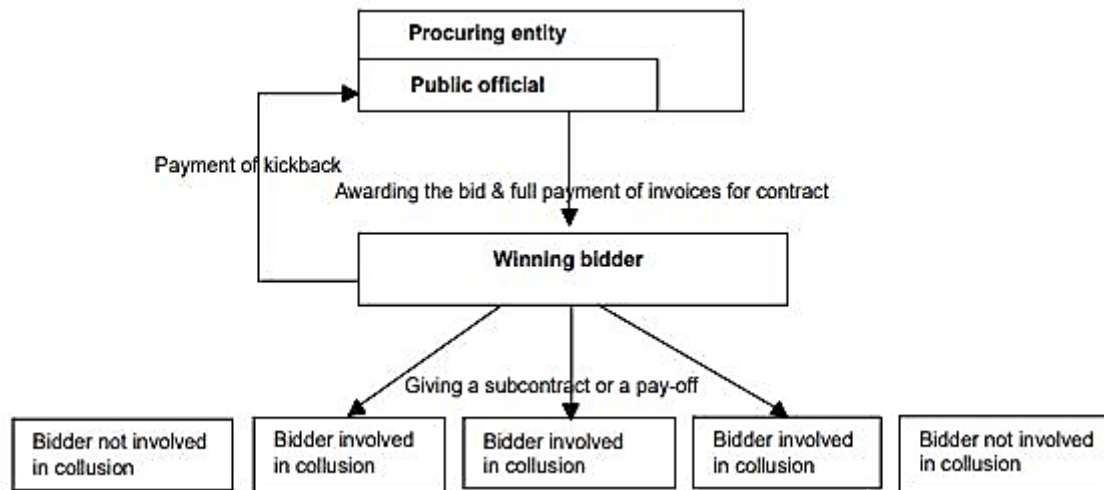 Procuring entity
Public official
Payment of kickback
Awarding the bid & full payment of invoices for contract
Winning bidder
Giving a subcontract or a pay-off
Bidder not involved
in collusion
Bidder involved
in collusion
Bidder involved
in collusion
Bidder involved
in collusion
Bidder not involved
in collusion